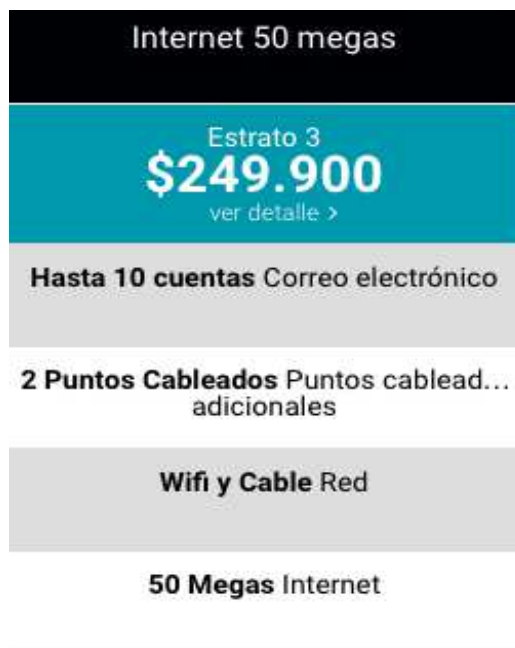 Internet 50 megas
Estrato 3
$249.900
ver detalle >
Hasta 10 cuentas Correo electrónico
2 Puntos Cableados Puntos cablead...
adicionales
Wifi y Cable Red
50 Megas Internet